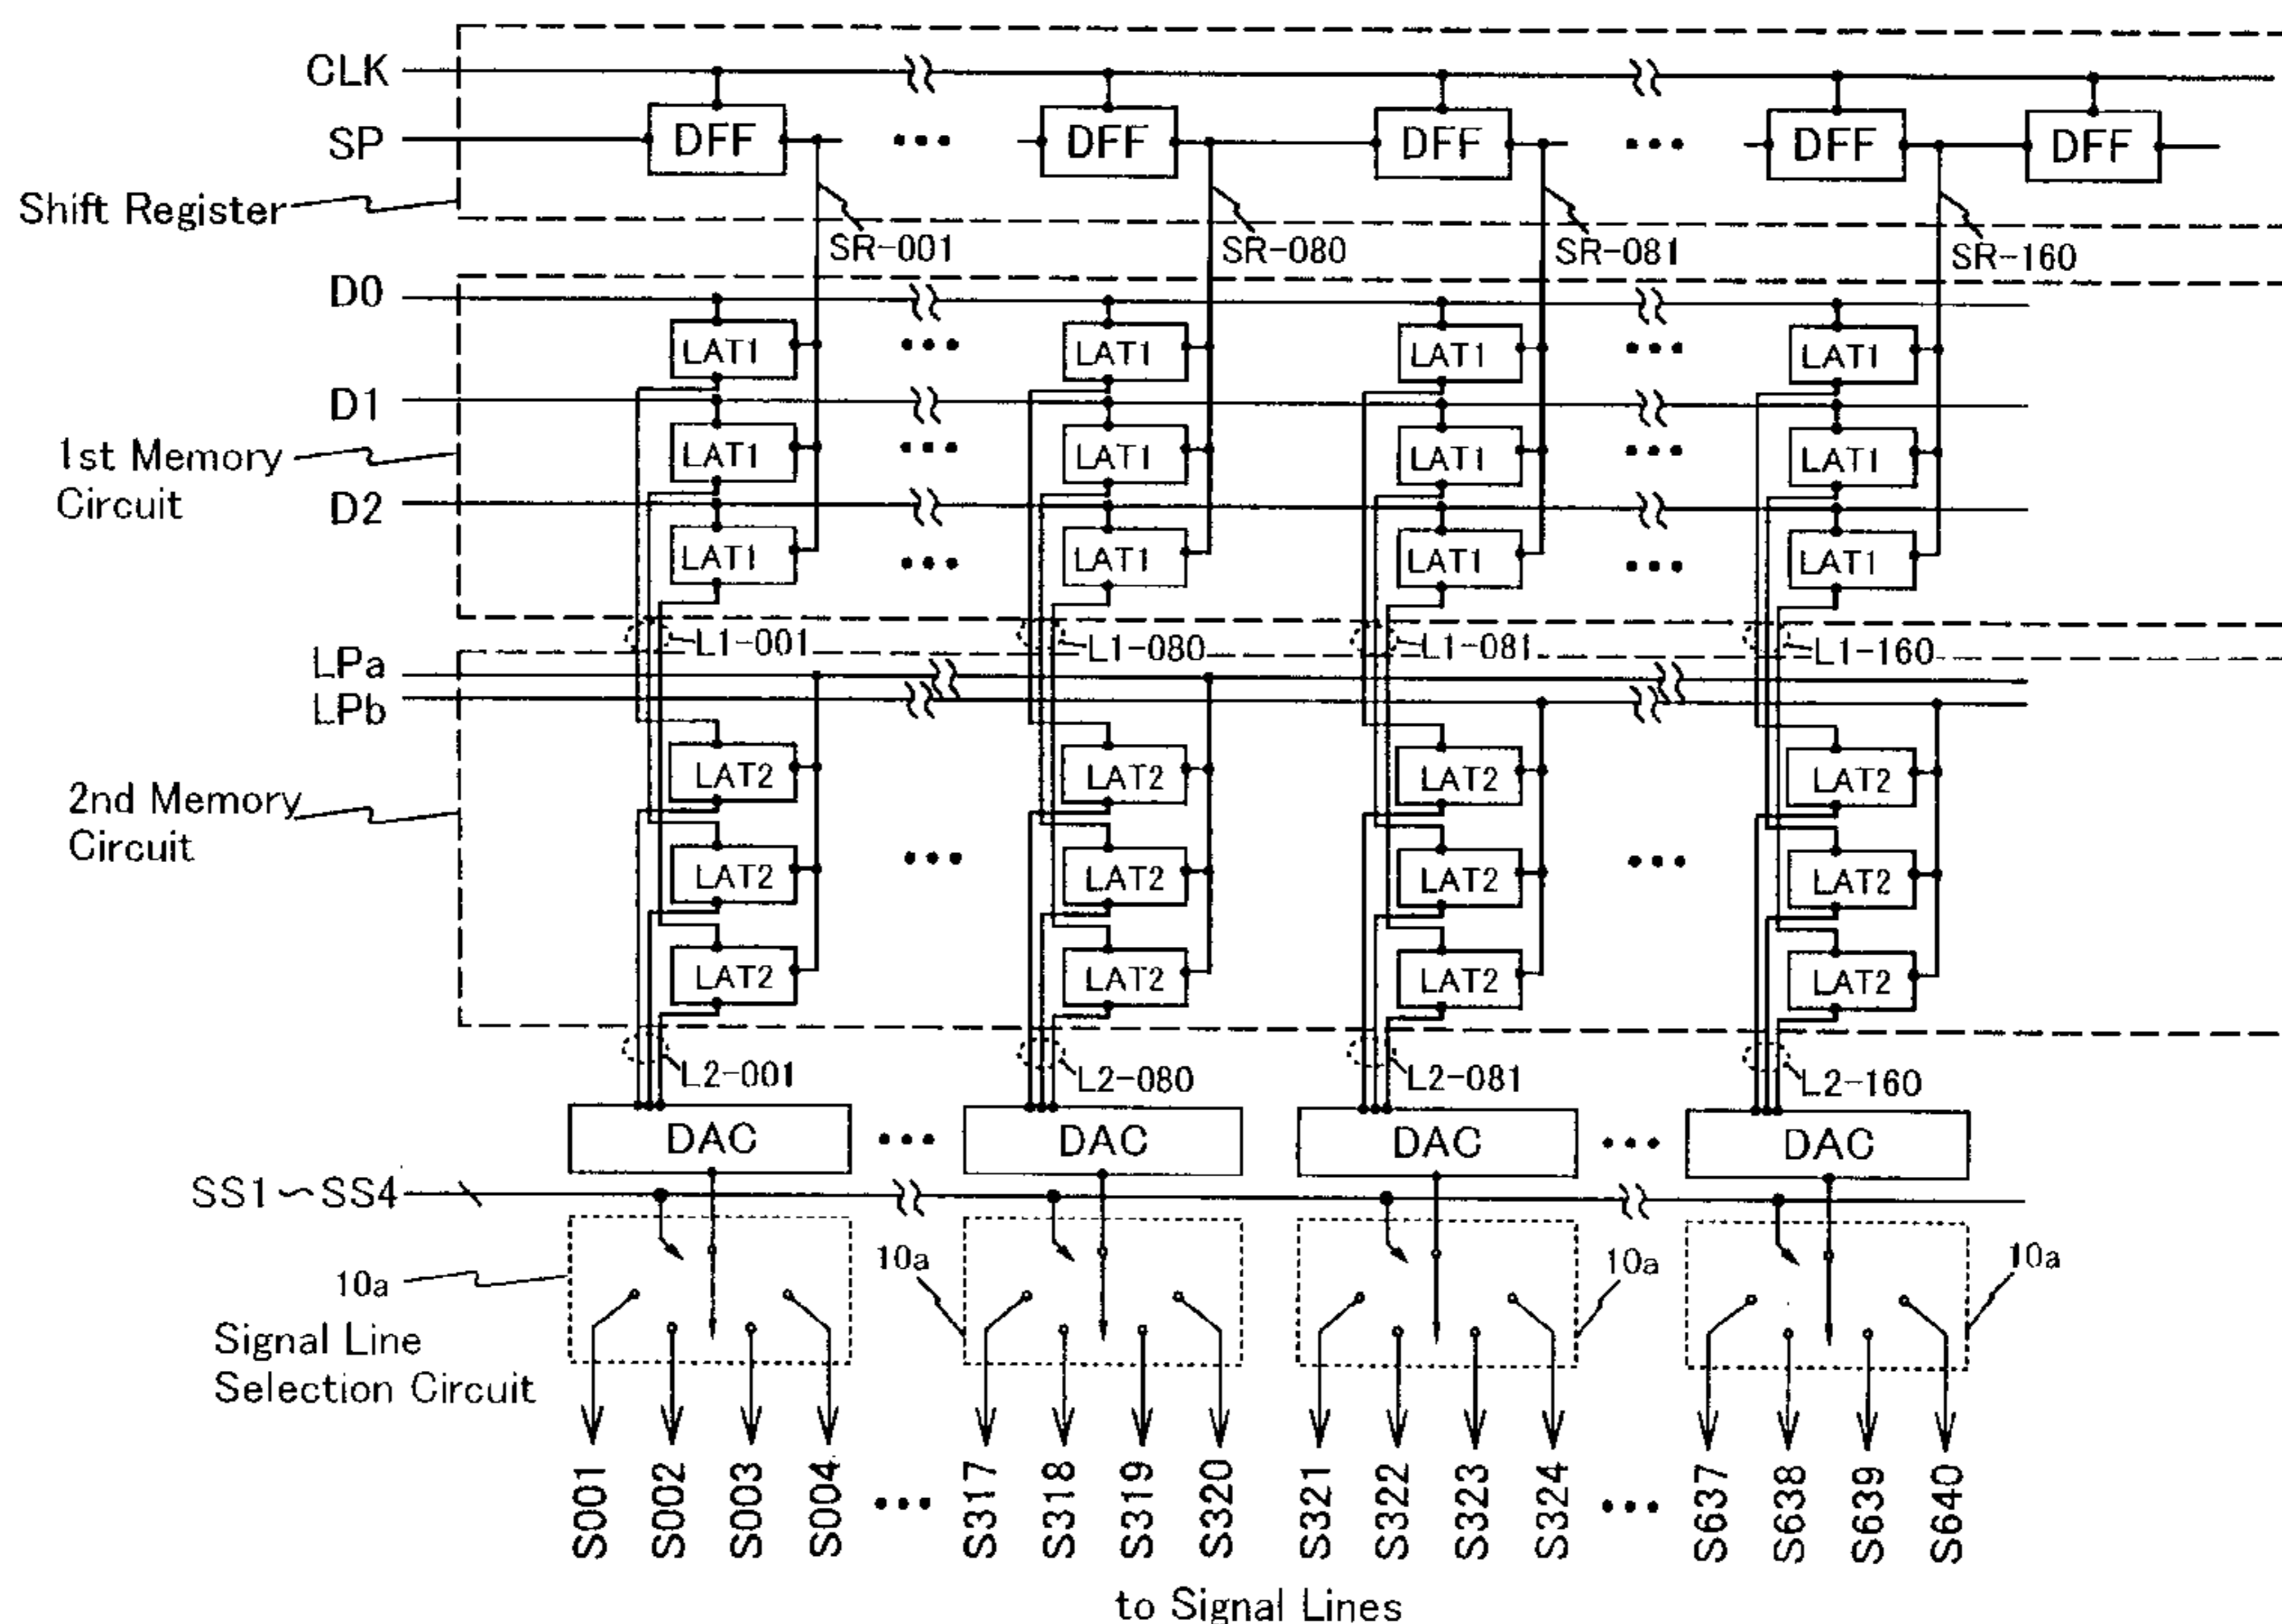 CLK
SP
DFF ••• DFF DFF ••• DFF DFF
Shift Register
SR-001 SR-080 SR-081 SR-160
D0
LAT1 ••• LAT1 LAT1 ••• LAT1
D1
LAT1 ••• LAT1 LAT1 ••• LAT1
1st Memory
Circuit
D2
LAT1 ••• LAT1 LAT1 ••• LAT1
L1-001 L1-080 L1-081 L1-160
LPa
LPb
LAT2 LAT2 LAT2 LAT2
2nd Memory
Circuit
LAT2 ••• LAT2 LAT2 ••• LAT2
LAT2 LAT2 LAT2 LAT2
L2-001 L2-080 L2-081 L2-160
DAC ••• DAC DAC ••• DAC
SS1~SS4
10a 10a 10a 10a
Signal Line
Selection Circuit
S001 S002 S003 S004 ••• S317 S318 S319 S320 S321 S322 S323 S324 ••• S637 S638 S639 S640
to Signal Lines